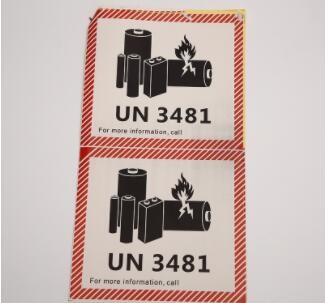 UN 3481
For more information, call
UN 3481
For more information, call